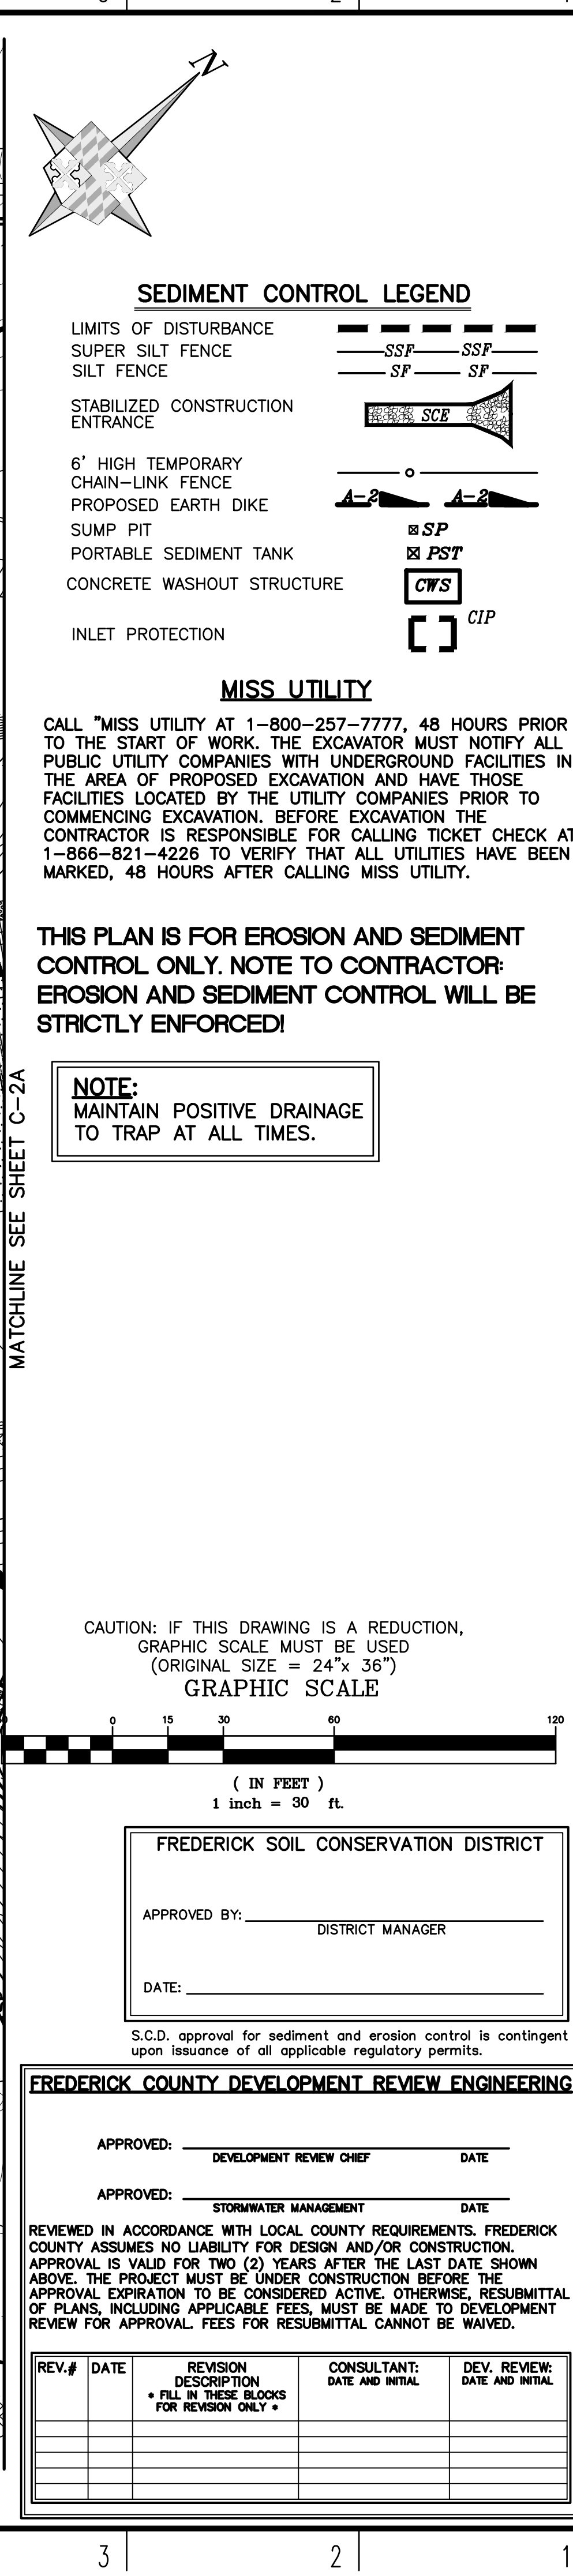 N
SEDIMENT CONTROL LEGEND
LIMITS OF DISTURBANCE
SUPER SILT FENCE SSF SSF
SILT FENCE SF SF
STABILIZED CONSTRUCTION
ENTRANCE
SCE
6' HIGH TEMPORARY
CHAIN-LINK FENCE
PROPOSED EARTH DIKE A-2 A-2
SUMP PIT SP
PORTABLE SEDIMENT TANK PST
CONCRETE WASHOUT STRUCTURE CWS
INLET PROTECTION CIP
MISS UTILITY
CALL "MISS UTILITY AT 1-800-257-7777, 48 HOURS PRIOR
TO THE START OF WORK. THE EXCAVATOR MUST NOTIFY ALL
PUBLIC UTILITY COMPANIES WITH UNDERGROUND FACILITIES IN
THE AREA OF PROPOSED EXCAVATION AND HAVE THOSE
FACILITIES LOCATED BY THE UTILITY COMPANIES PRIOR TO
COMMENCING EXCAVATION. BEFORE EXCAVATION THE
CONTRACTOR IS RESPONSIBLE FOR CALLING TICKET CHECK AT
1-866-821-4226 TO VERIFY THAT ALL UTILITIES HAVE BEEN
MARKED, 48 HOURS AFTER CALLING MISS UTILITY.
THIS PLAN IS FOR EROSION AND SEDIMENT
CONTROL ONLY. NOTE TO CONTRACTOR:
EROSION AND SEDIMENT CONTROL WILL BE
STRICTLY ENFORCED!
NOTE:
MAINTAIN POSITIVE DRAINAGE
TO TRAP AT ALL TIMES.
MATCHLINE SEE SHEET C-2A
CAUTION: IF THIS DRAWING IS A REDUCTION,
GRAPHIC SCALE MUST BE USED
(ORIGINAL SIZE = 24"x 36")
GRAPHIC SCALE
0 15 30 60 120
( IN FEET )
1 inch = 30 ft.
FREDERICK SOIL CONSERVATION DISTRICT
APPROVED BY:
DISTRICT MANAGER
DATE:
S.C.D. approval for sediment and erosion control is contingent
upon issuance of all applicable regulatory permits.
FREDERICK COUNTY DEVELOPMENT REVIEW ENGINEERING
APPROVED:
DEVELOPMENT REVIEW CHIEF DATE
APPROVED:
STORMWATER MANAGEMENT DATE
REVIEWED IN ACCORDANCE WITH LOCAL COUNTY REQUIREMENTS. FREDERICK
COUNTY ASSUMES NO LIABILITY FOR DESIGN AND/OR CONSTRUCTION.
APPROVAL IS VALID FOR TWO (2) YEARS AFTER THE LAST DATE SHOWN
ABOVE. THE PROJECT MUST BE UNDER CONSTRUCTION BEFORE THE
APPROVAL EXPIRATION TO BE CONSIDERED ACTIVE. OTHERWISE, RESUBMITTAL
OF PLANS, INCLUDING APPLICABLE FEES, MUST BE MADE TO DEVELOPMENT
REVIEW FOR APPROVAL. FEES FOR RESUBMITTAL CANNOT BE WAIVED.
REV.# DATE REVISION CONSULTANT: DEV. REVIEW:
DESCRIPTION DATE AND INITIAL DATE AND INITIAL
* FILL IN THESE BLOCKS
FOR REVISION ONLY *
3 2 1